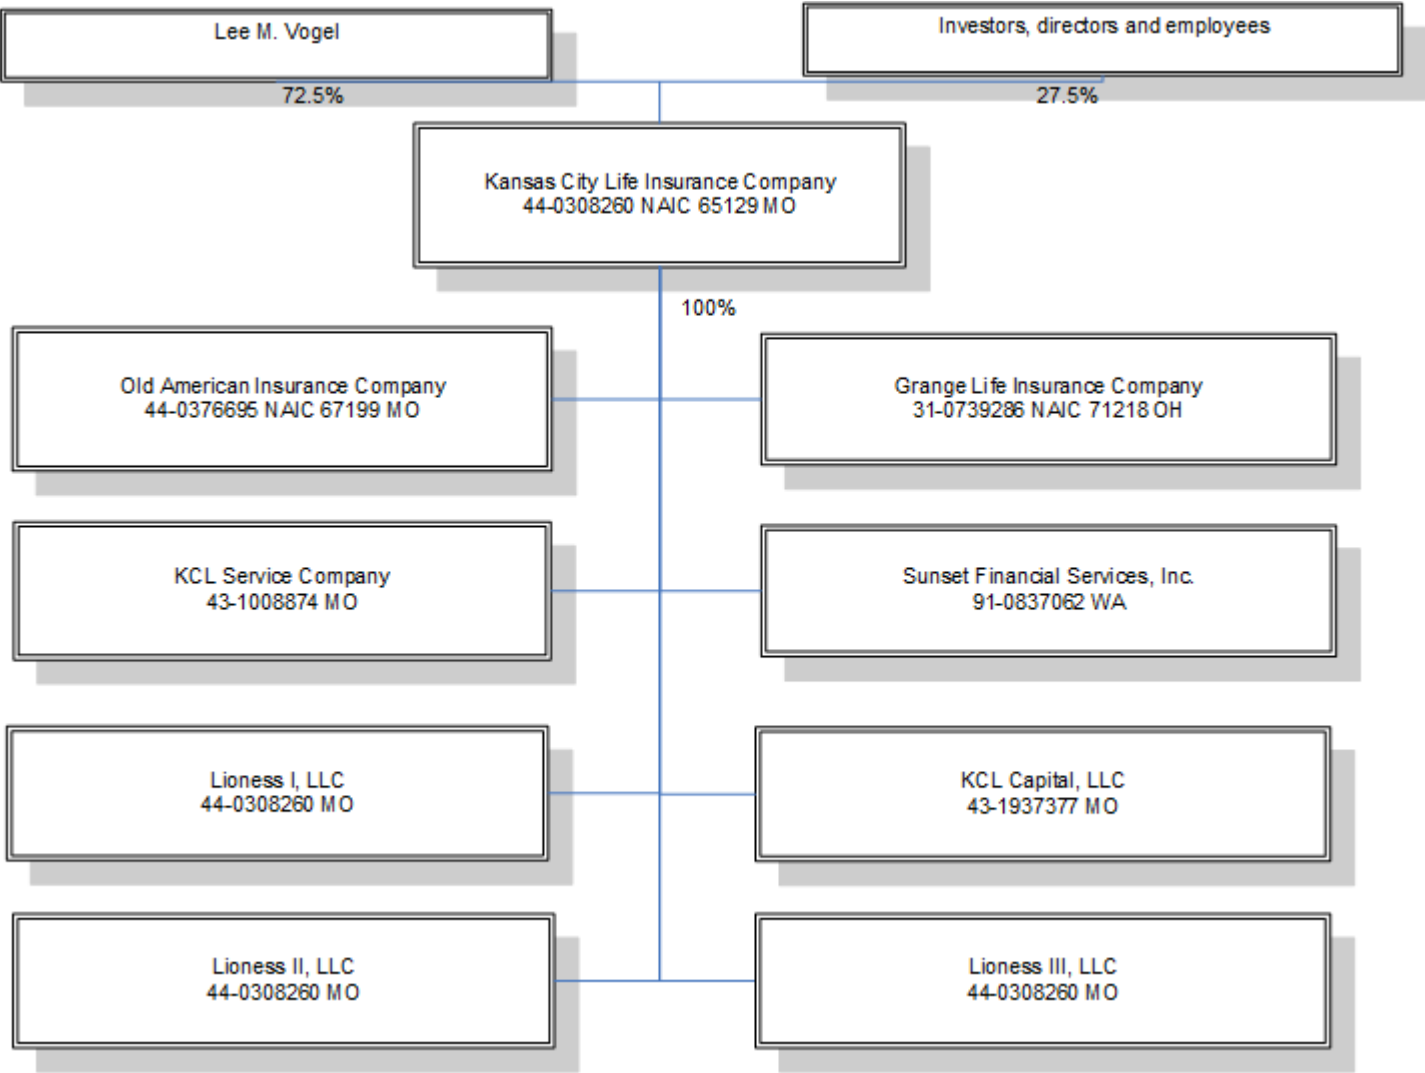 Lee M. Vogel
Investors, directors and employees
72.5%
27.5%
Kansas City Life Insurance Company
44-0308260 NAIC 65129 MO
100%
Old American Insurance Company
44-0376695 NAIC 67199 MO
Grange Life Insurance Company
31-0739286 NAIC 71218 OH
KCL Service Company
43-1008874 MO
Sunset Financial Services, Inc.
91-0837062 WA
Lioness I, LLC
44-0308260 MO
KCL Capital, LLC
43-1937377 MO
Lioness II, LLC
44-0308260 MO
Lioness III, LLC
44-0308260 MO